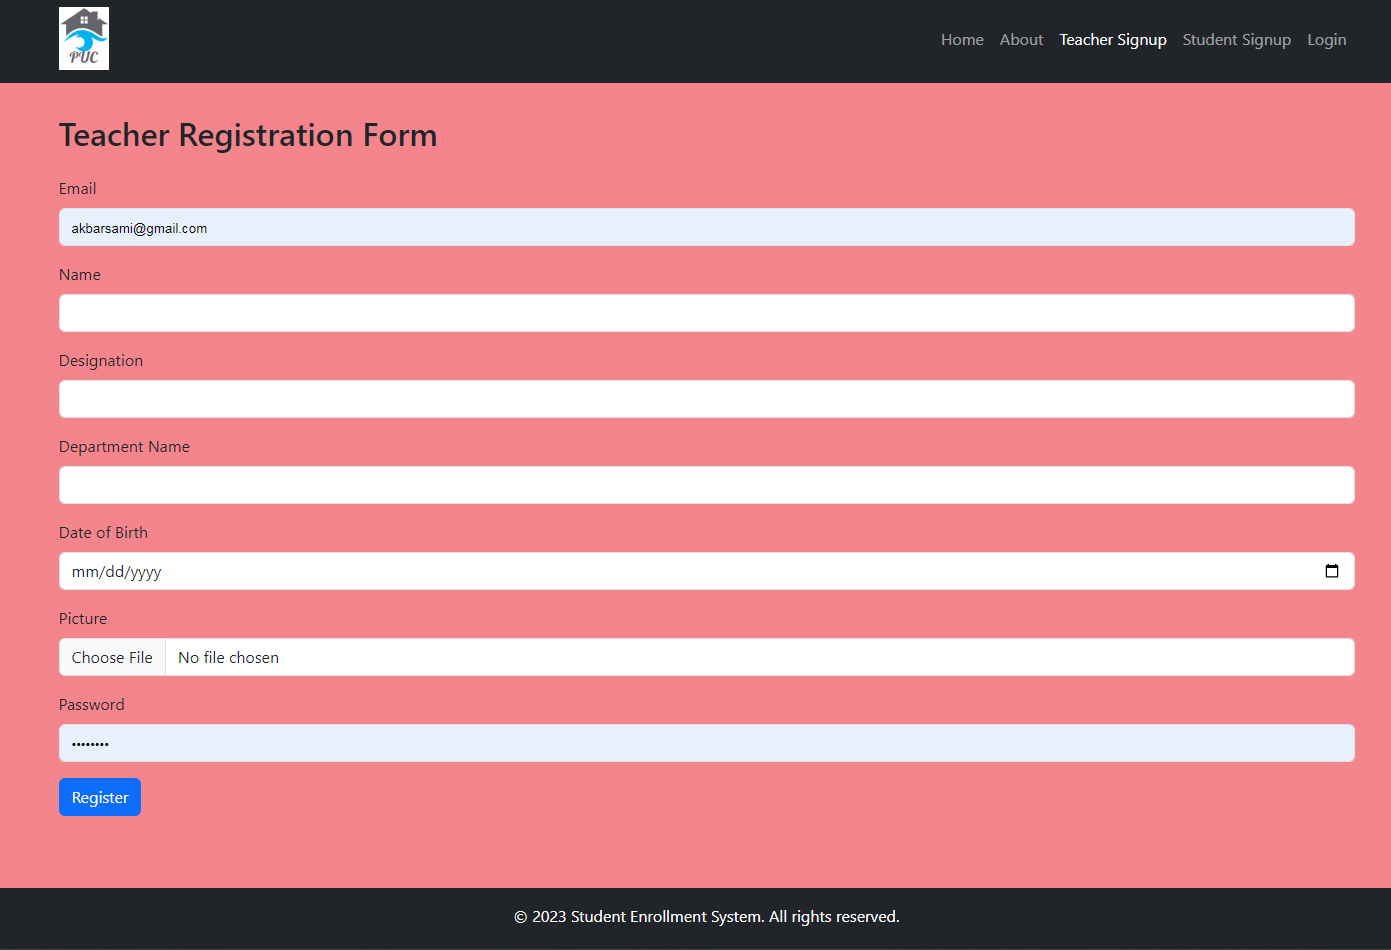 PUC
Home About Teacher Signup Student Signup Login
Teacher Registration Form
Email
akbarsami@gmail.com
Name
Designation
Department Name
Date of Birth
mm/dd/yyyy
Picture
Choose File No file chosen
Password
••••••••
Register
© 2023 Student Enrollment System. All rights reserved.